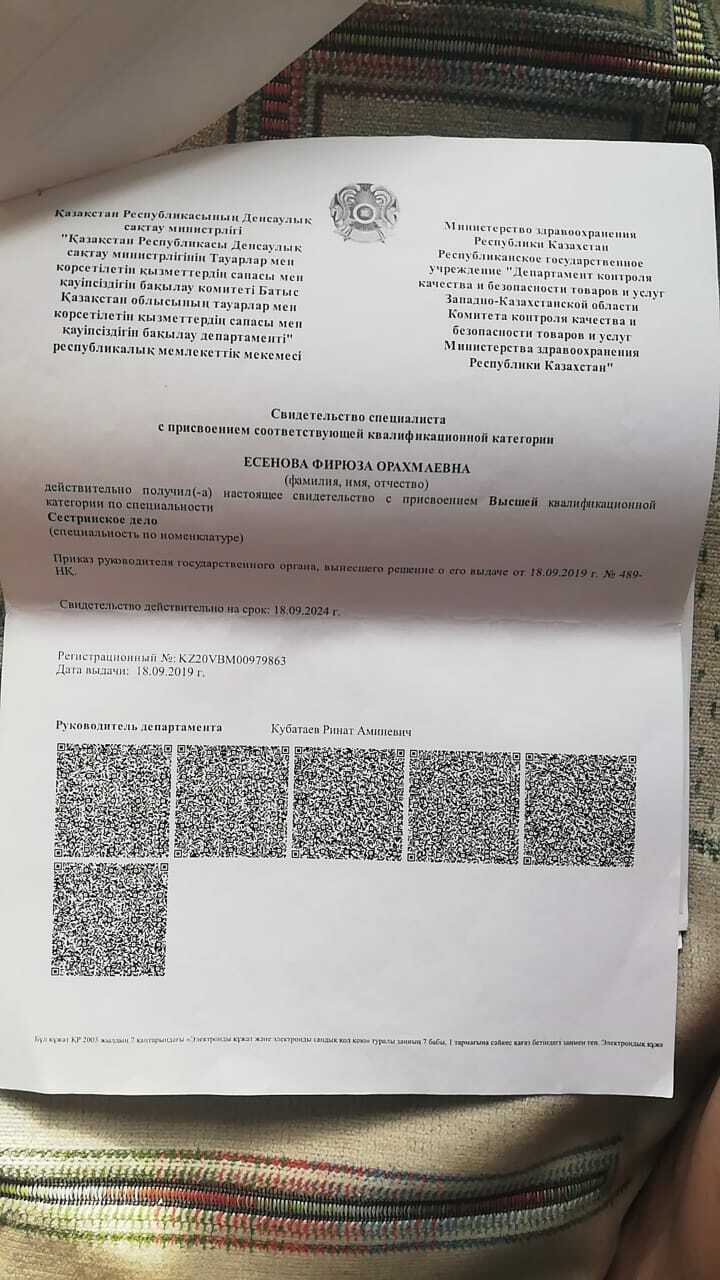 Қазақстан Республикасының Денсаулық
сақтау министрлігі
"Қазақстан Республикасы Денсаулық
сақтау министрлігінің Тауарлар мен
көрсетілетін қызметтердің сапасы мен
қауіпсіздігін бақылау комитеті Батыс
Қазақстан облысының тауарлар мен
көрсетілетін қызметтердің сапасы мен
қауіпсіздігін бақылау департаменті"
республикалық мемлекеттік мекемесі
Министерство здравоохранения
Республики Казахстан
Республиканское государственное
учреждение "Департамент контроля
качества и безопасности товаров и услуг
Западно-Казахстанской области
Комитета контроля качества и
безопасности товаров и услуг
Министерства здравоохранения
Республики Казахстан"
Свидетельство специалиста
с присвоением соответствующей квалификационной категории
ЕСЕНОВА ФИРЮЗА ОРАХМАЕВНА
(фамилия, имя, отчество)
действительно получил(-а) настоящее свидетельство с присвоением Высшей квалификационной
категории по специальности
Сестринское дело
(специальность по номенклатуре)
Приказ руководителя государственного органа, вынесшего решение о его выдаче от 18.09.2019 г. № 489-
НК.
Свидетельство действительно на срок: 18.09.2024 г.
Регистрационный №: KZ20VBM00979863
Дата выдачи: 18.09.2019 г.
Руководитель департамента Кубатаев Ринат Аминевич
Бұл құжат ҚР 2003 жылдың 7 қаңтарындағы «Электронды құжат және электронды сандық қол қою» туралы заңның 7 бабы, 1 тармағына сәйкес қағаз бетіндегі заңмен тең. Электрондық құжа